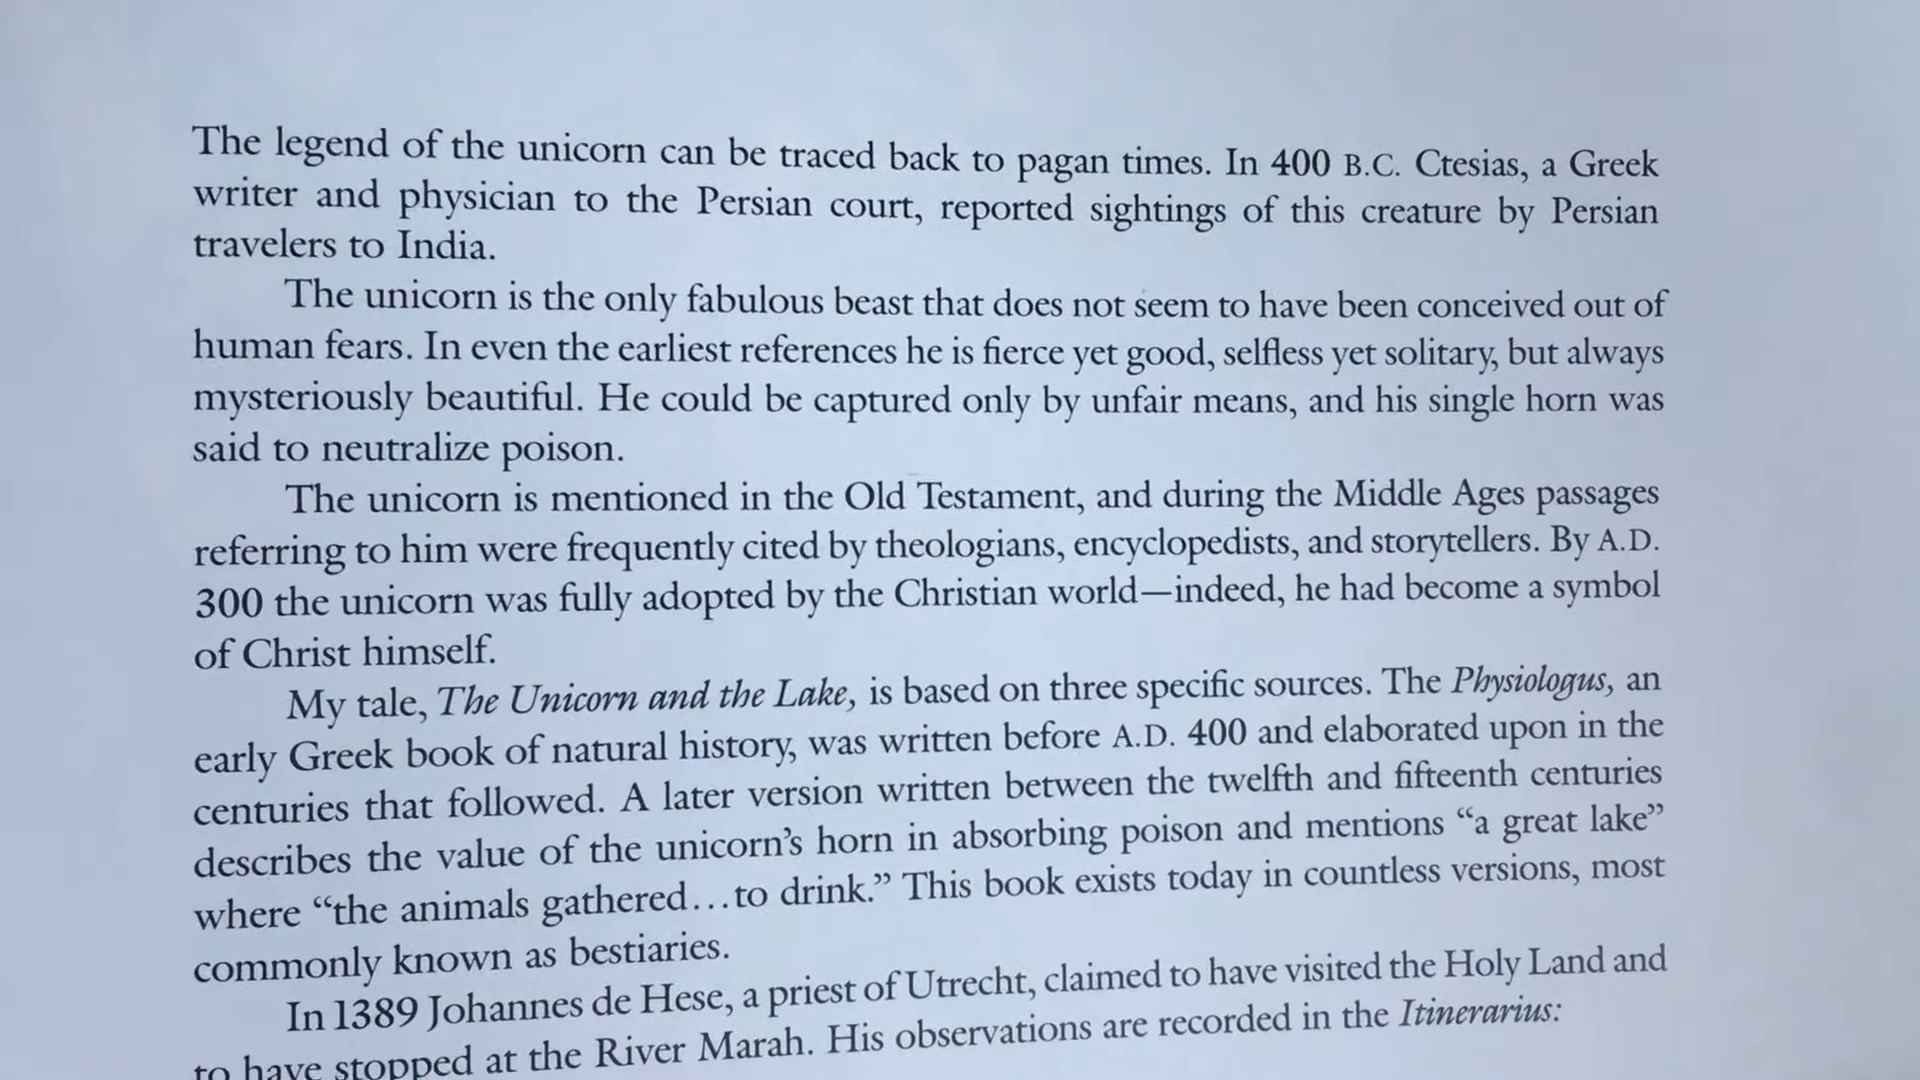 The legend of the unicorn can be traced back to pagan times. In 400 B.C. Ctesias, a Greek
writer and physician to the Persian court, reported sightings of this creature by Persian
travelers to India.
The unicorn is the only fabulous beast that does not seem to have been conceived out of
human fears. In even the earliest references he is fierce yet good, selfless yet solitary, but always
mysteriously beautiful. He could be captured only by unfair means, and his single horn was
said to neutralize poison.
The unicorn is mentioned in the Old Testament, and during the Middle Ages passages
referring to him were frequently cited by theologians, encyclopedists, and storytellers. By A.D.
300 the unicorn was fully adopted by the Christian world—indeed, he had become a symbol
of Christ himself.
My tale, The Unicorn and the Lake, is based on three specific sources. The Physiologus, an
early Greek book of natural history, was written before A.D. 400 and elaborated upon in the
centuries that followed. A later version written between the twelfth and fifteenth centuries
describes the value of the unicorn’s horn in absorbing poison and mentions “a great lake”
where “the animals gathered...to drink.” This book exists today in countless versions, most
commonly known as bestiaries.
In 1389 Johannes de Hese, a priest of Utrecht, claimed to have visited the Holy Land and
to have stopped at the River Marah. His observations are recorded in the Itinerarius: